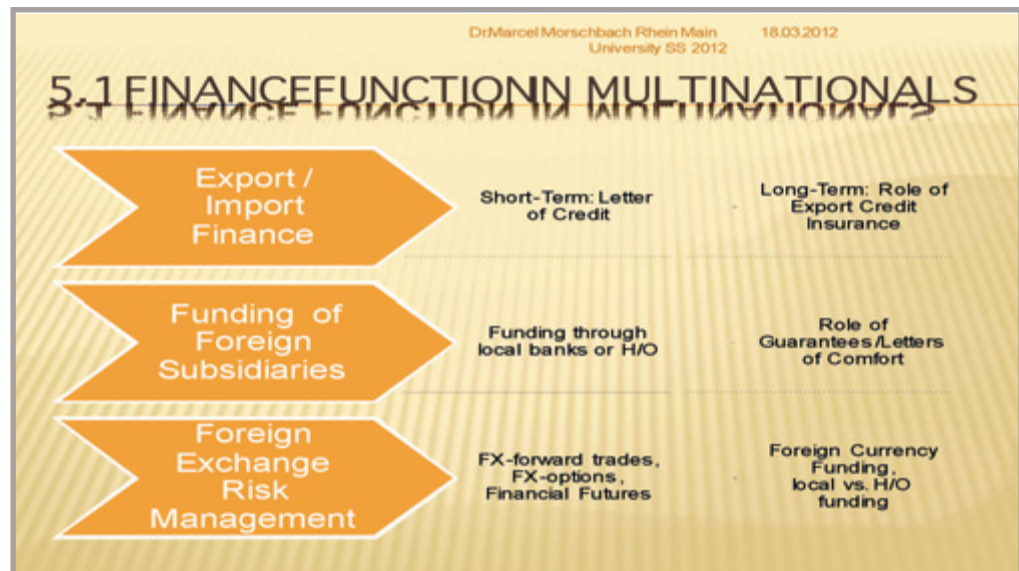 Dr.Marcel Morschbach Rhein Main
University SS 2012
18.03.2012
5.1 FINANCEFUNCTIONIN MULTINATIONALS
Export /
Import
Finance
Short-Term: Letter
of Credit
Long-Term: Role of
Export Credit
Insurance
Funding of
Foreign
Subsidiaries
Funding through
local banks or H/O
Role of
Guarantees/Letters
of Comfort
Foreign
Exchange
Risk
Management
FX-forward trades,
FX-options,
Financial Futures
Foreign Currency
Funding,
local vs. H/O
funding